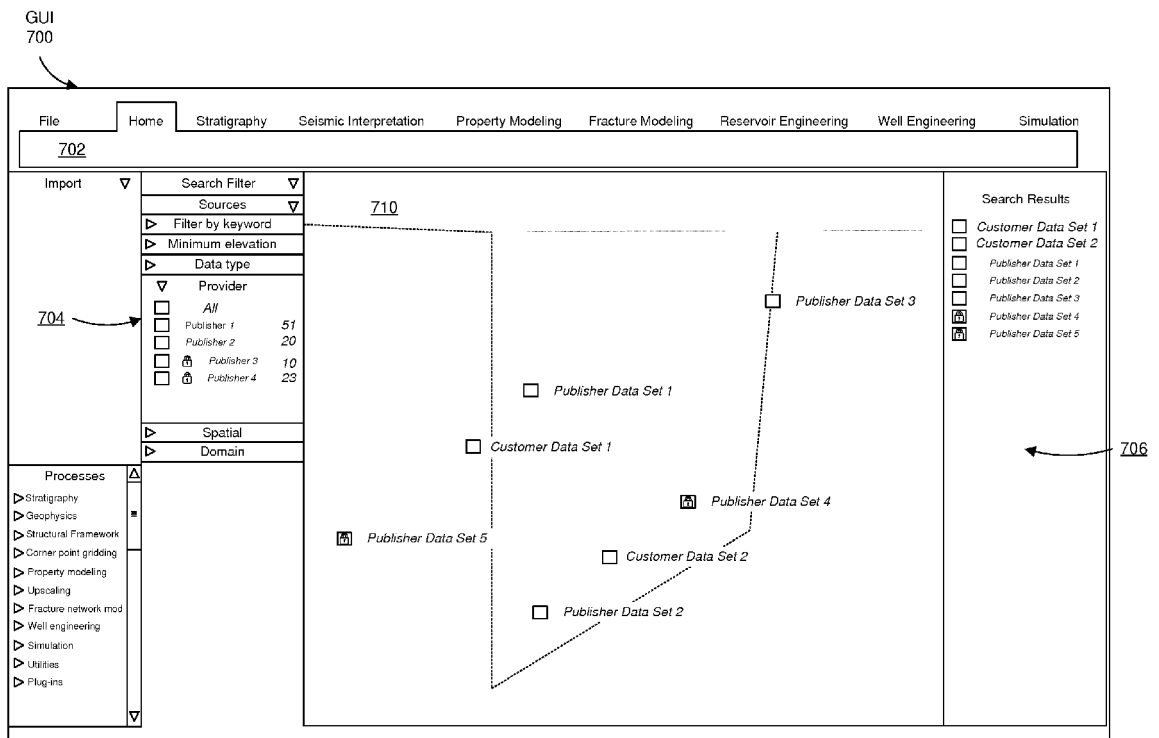 GUI
700
File Home Stratigraphy Seismic Interpretation Property Modeling Fracture Modeling Reservoir Engineering Well Engineering Simulation
702
Import
704
Search Filter
Sources
Filter by keyword
Minimum elevation
Data type
Provider
All
Publisher 1 51
Publisher 2 20
Publisher 3 10
Publisher 4 23
Spatial
Domain
Processes
Stratigraphy
Geophysics
Structural Framework
Corner point gridding
Property modeling
Upscaling
Fracture network mod
Well engineering
Simulation
Utilities
Plug-ins
710
Publisher Data Set 3
Publisher Data Set 1
Customer Data Set 1
Publisher Data Set 4
Publisher Data Set 5
Customer Data Set 2
Publisher Data Set 2
Search Results
Customer Data Set 1
Customer Data Set 2
Publisher Data Set 1
Publisher Data Set 2
Publisher Data Set 3
Publisher Data Set 4
Publisher Data Set 5
706